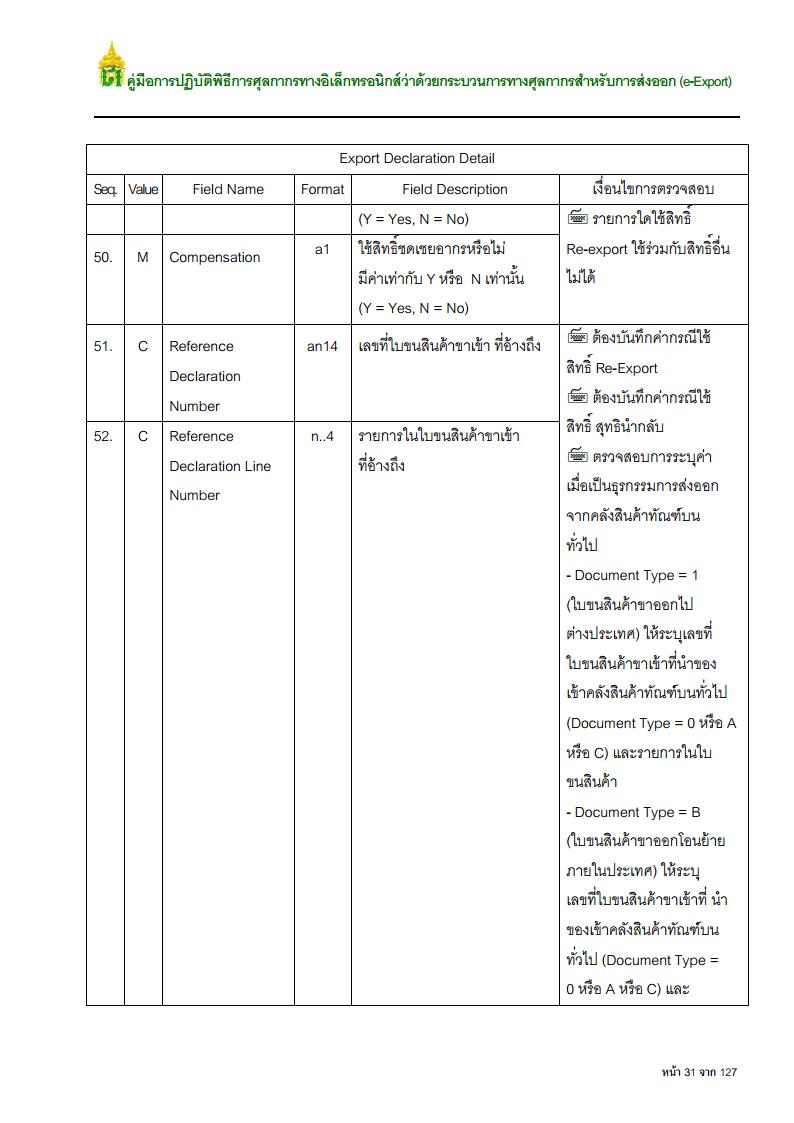 คู่มือการปฏิบัติพิธีการศุลกากรทางอิเล็กทรอนิกส์ว่าด้วยกระบวนการทางศุลกากรสำหรับการส่งออก (e-Export)
Export Declaration Detail
Seq. Value Field Name Format Field Description เงื่อนไขการตรวจสอบ
(Y = Yes, N = No)
50. M Compensation a1 ใช้สิทธิ์ชดเชยอากรหรือไม่
มีค่าเท่ากับ Y หรือ N เท่านั้น
(Y = Yes, N = No)
รายการใดใช้สิทธิ์
Re-export ใช้ร่วมกับสิทธิ์อื่น
ไม่ได้
51. C Reference
Declaration
Number
an14 เลขที่ใบขนสินค้าขาเข้า ที่อ้างถึง
52. C Reference
Declaration Line
Number
n..4 รายการในใบขนสินค้าขาเข้า
ที่อ้างถึง
ต้องบันทึกค่ากรณีใช้
สิทธิ์ Re-Export
ต้องบันทึกค่ากรณีใช้
สิทธิ์ สุทธินำกลับ
ตรวจสอบการระบุค่า
เมื่อเป็นธุรกรรมการส่งออก
จากคลังสินค้าทัณฑ์บน
ทั่วไป
- Document Type = 1
(ใบขนสินค้าขาออกไป
ต่างประเทศ) ให้ระบุเลขที่
ใบขนสินค้าขาเข้าที่นำของ
เข้าคลังสินค้าทัณฑ์บนทั่วไป
(Document Type = 0 หรือ A
หรือ C) และรายการในใบ
ขนสินค้า
- Document Type = B
(ใบขนสินค้าขาออกโอนย้าย
ภายในประเทศ) ให้ระบุ
เลขที่ใบขนสินค้าขาเข้าที่ นำ
ของเข้าคลังสินค้าทัณฑ์บน
ทั่วไป (Document Type =
0 หรือ A หรือ C) และ
หน้า 31 จาก 127